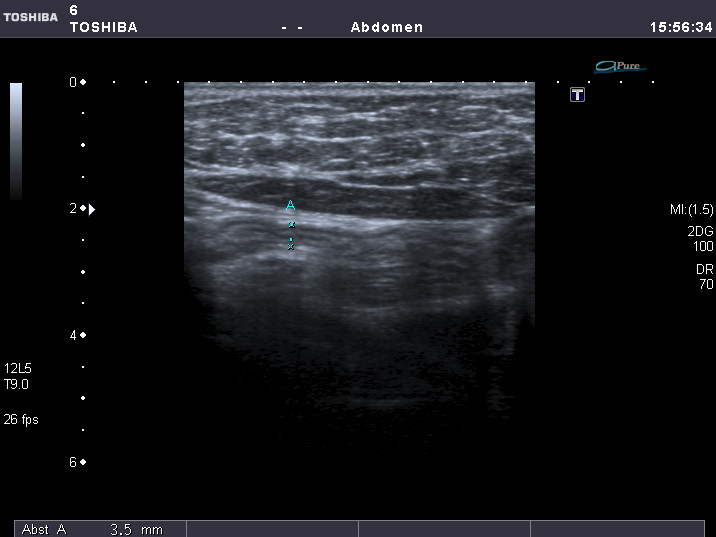 TOSHIBA
6
TOSHIBA - - Abdomen 15:56:34
aPure
T
0
2
4
6
A
MI:(1.5)
2DG
100
DR
70
12L5
T9.0
26 fps
Abst A 3.5 mm